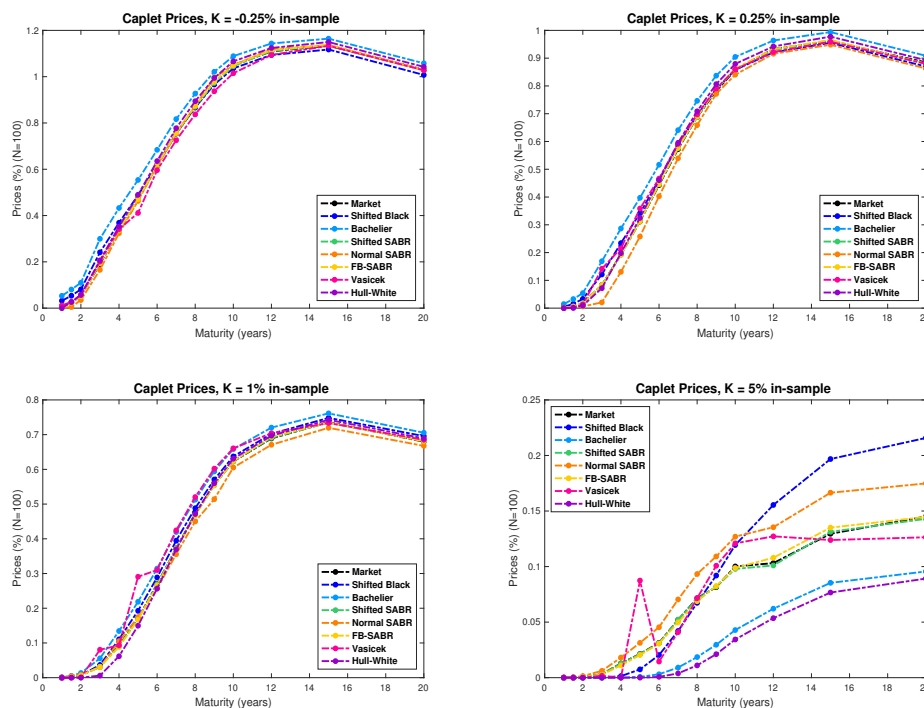 Caplet Prices, K = -0.25% in-sample
1.2
1
0.8
0.6
0.4
0.2
0
Prices (%) (N=100)
Market
Shifted Black
Bachelier
Shifted SABR
Normal SABR
FB-SABR
Vasicek
Hull-White
0 2 4 6 8 10 12 14 16 18 20
Maturity (years)
Caplet Prices, K = 0.25% in-sample
1
0.9
0.8
0.7
0.6
0.5
0.4
0.3
0.2
0.1
0
Prices (%) (N=100)
Market
Shifted Black
Bachelier
Shifted SABR
Normal SABR
FB-SABR
Vasicek
Hull-White
0 2 4 6 8 10 12 14 16 18 20
Maturity (years)
Caplet Prices, K = 1% in-sample
0.8
0.7
0.6
0.5
0.4
0.3
0.2
0.1
0
Prices (%) (N=100)
Market
Shifted Black
Bachelier
Shifted SABR
Normal SABR
FB-SABR
Vasicek
Hull-White
0 2 4 6 8 10 12 14 16 18 20
Maturity (years)
Caplet Prices, K = 5% in-sample
0.25
0.2
0.15
0.1
0.05
0
Prices (%) (N=100)
Market
Shifted Black
Bachelier
Shifted SABR
Normal SABR
FB-SABR
Vasicek
Hull-White
0 2 4 6 8 10 12 14 16 18 20
Maturity (years)